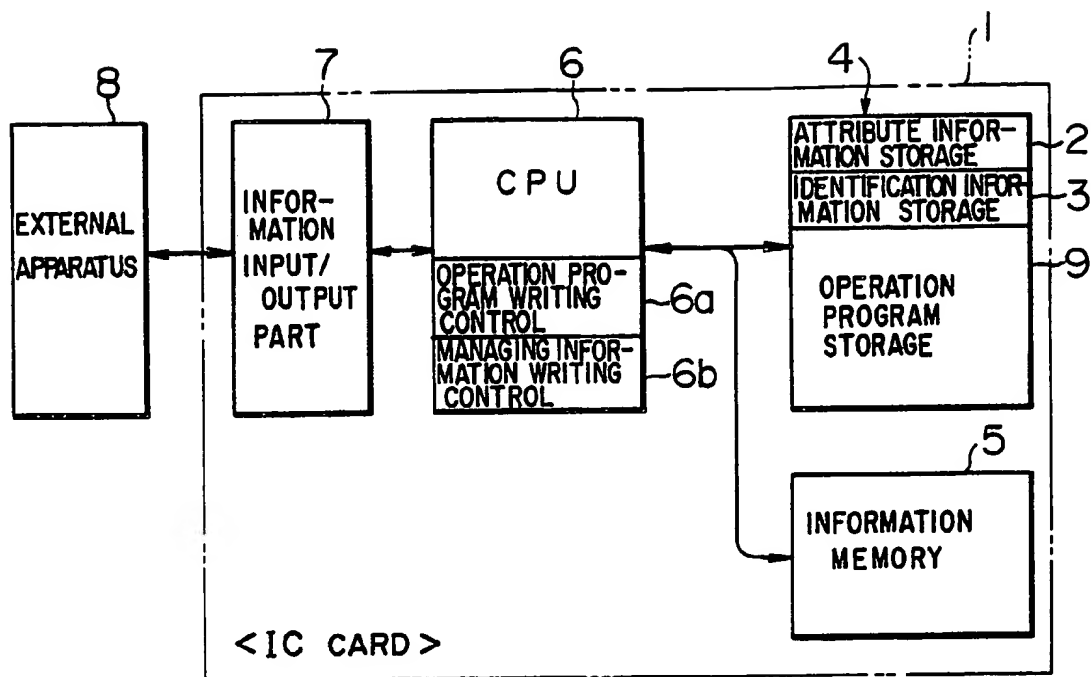 1
8
7
6
4
EXTERNAL
APPARATUS
INFOR-
MATION
INPUT/
OUTPUT
PART
CPU
OPERATION PRO-
GRAM WRITING
CONTROL
6a
MANAGING INFOR-
MATION WRITING
CONTROL
6b
ATTRIBUTE INFOR-
MATION STORAGE
2
IDENTIFICATION INFOR-
MATION STORAGE
3
OPERATION
PROGRAM
STORAGE
9
5
INFORMATION
MEMORY
<IC CARD>